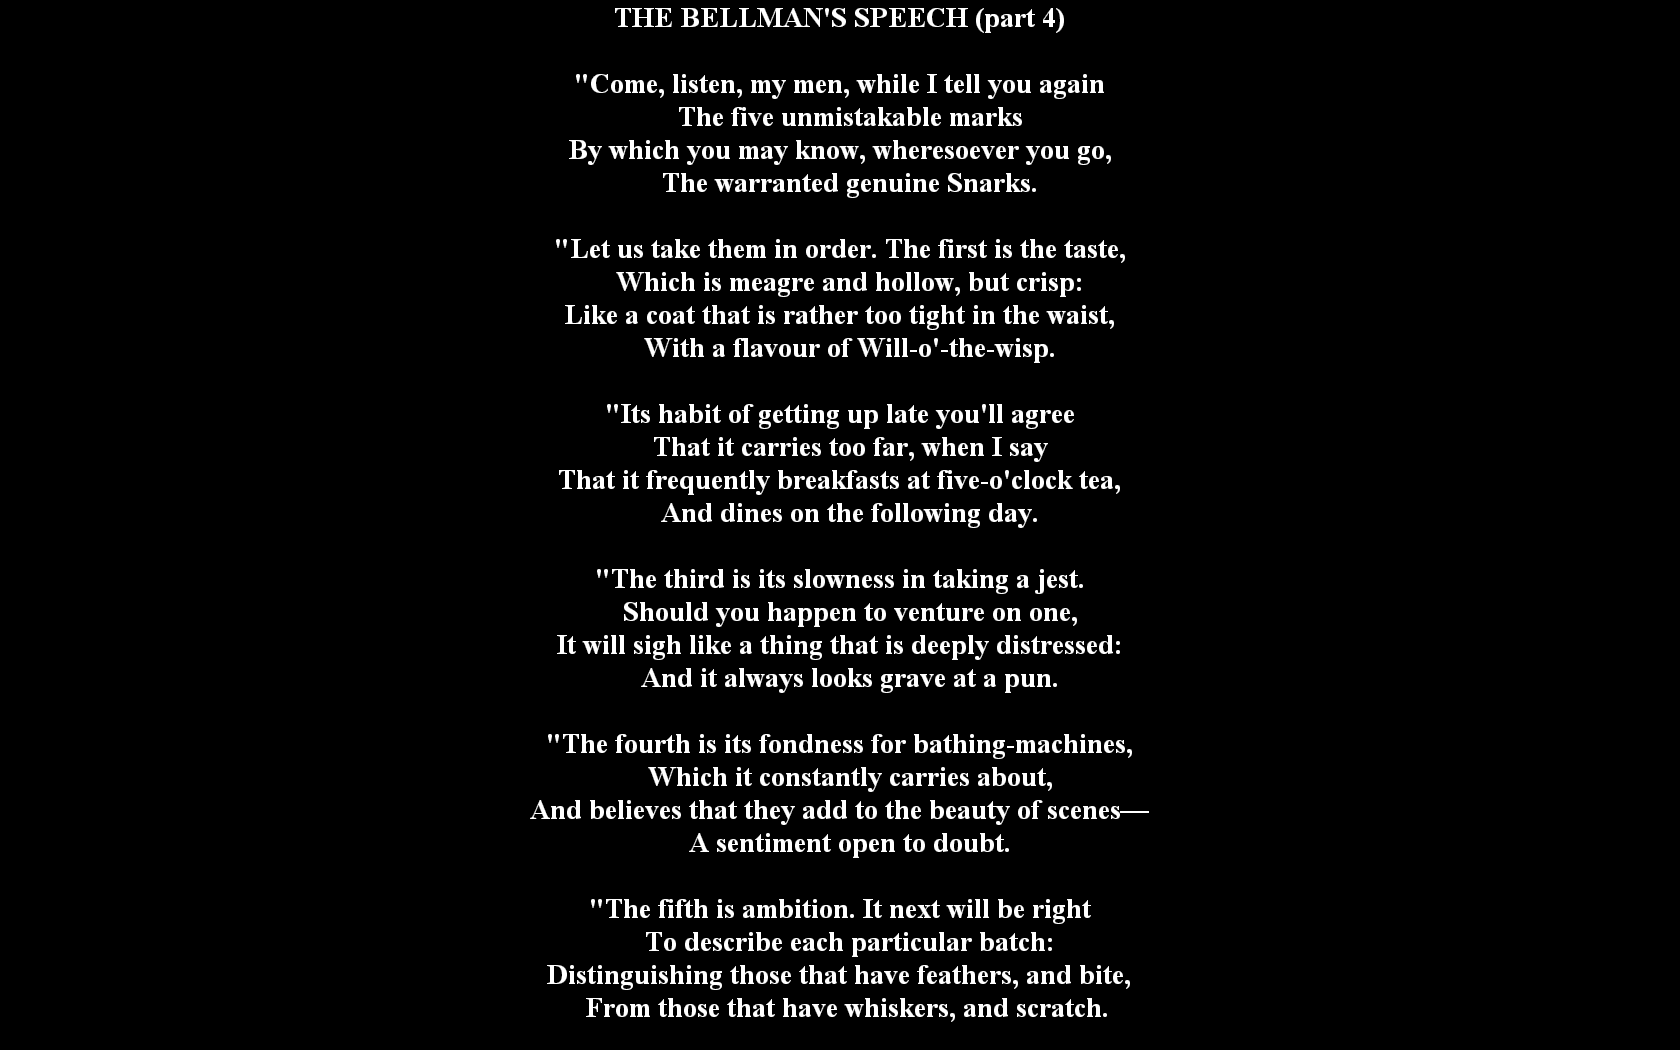 THE BELLMAN'S SPEECH (part 4)
"Come, listen, my men, while I tell you again
The five unmistakable marks
By which you may know, wheresoever you go,
The warranted genuine Snarks.
"Let us take them in order. The first is the taste,
Which is meagre and hollow, but crisp:
Like a coat that is rather too tight in the waist,
With a flavour of Will-o'-the-wisp.
"Its habit of getting up late you'll agree
That it carries too far, when I say
That it frequently breakfasts at five-o'clock tea,
And dines on the following day.
"The third is its slowness in taking a jest.
Should you happen to venture on one,
It will sigh like a thing that is deeply distressed:
And it always looks grave at a pun.
"The fourth is its fondness for bathing-machines,
Which it constantly carries about,
And believes that they add to the beauty of scenes—
A sentiment open to doubt.
"The fifth is ambition. It next will be right
To describe each particular batch:
Distinguishing those that have feathers, and bite,
From those that have whiskers, and scratch.